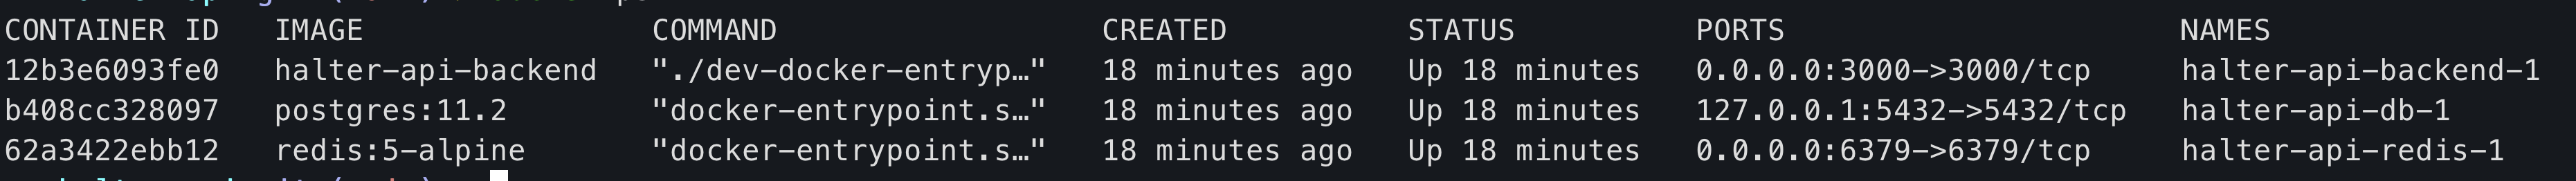 CONTAINER ID IMAGE COMMAND CREATED STATUS PORTS NAMES
12b3e6093fe0 halter-api-backend "./dev-docker-entryp…" 18 minutes ago Up 18 minutes 0.0.0.0:3000->3000/tcp halter-api-backend-1
b408cc328097 postgres:11.2 "docker-entrypoint.s…" 18 minutes ago Up 18 minutes 127.0.0.1:5432->5432/tcp halter-api-db-1
62a3422ebb12 redis:5-alpine "docker-entrypoint.s…" 18 minutes ago Up 18 minutes 0.0.0.0:6379->6379/tcp halter-api-redis-1